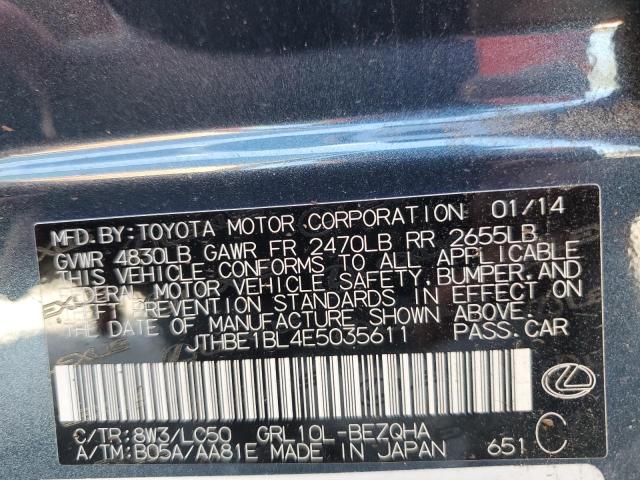 MFD. BY: TOYOTA MOTOR CORPORATION 01/14
GVWR 4830LB GAWR FR 2470LB RR 2655LB
THIS VEHICLE CONFORMS TO ALL APPLICABLE
FEDERAL MOTOR VEHICLE SAFETY, BUMPER, AND
THEFT PREVENTION STANDARDS IN EFFECT ON
THE DATE OF MANUFACTURE SHOWN ABOVE.
JTHBE1BL4E5035611 PASS. CAR
C/TR: 8W3/LC50 GRL10L-BEZQHA
A/TM: B05A/AA81E MADE IN JAPAN 651 C